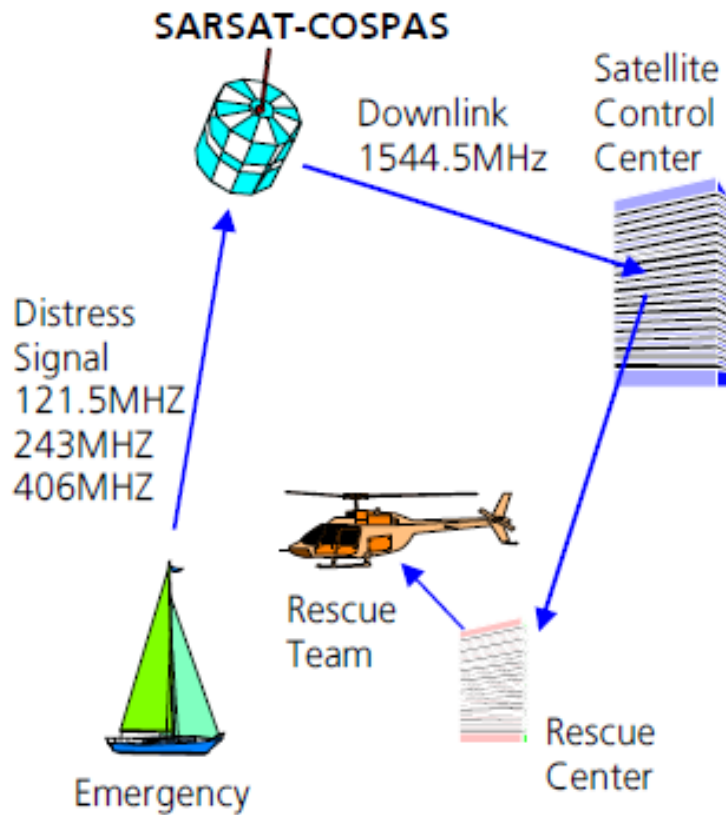 SARSAT-COSPAS
Downlink
1544.5MHz
Satellite
Control
Center
Distress
Signal
121.5MHZ
243MHZ
406MHZ
Rescue
Team
Rescue
Center
Emergency